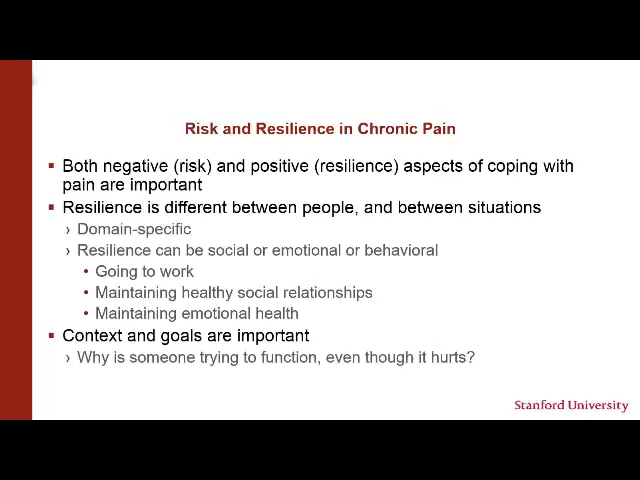 Risk and Resilience in Chronic Pain
▪ Both negative (risk) and positive (resilience) aspects of coping with
pain are important
▪ Resilience is different between people, and between situations
› Domain-specific
› Resilience can be social or emotional or behavioral
• Going to work
• Maintaining healthy social relationships
• Maintaining emotional health
▪ Context and goals are important
› Why is someone trying to function, even though it hurts?
Stanford University